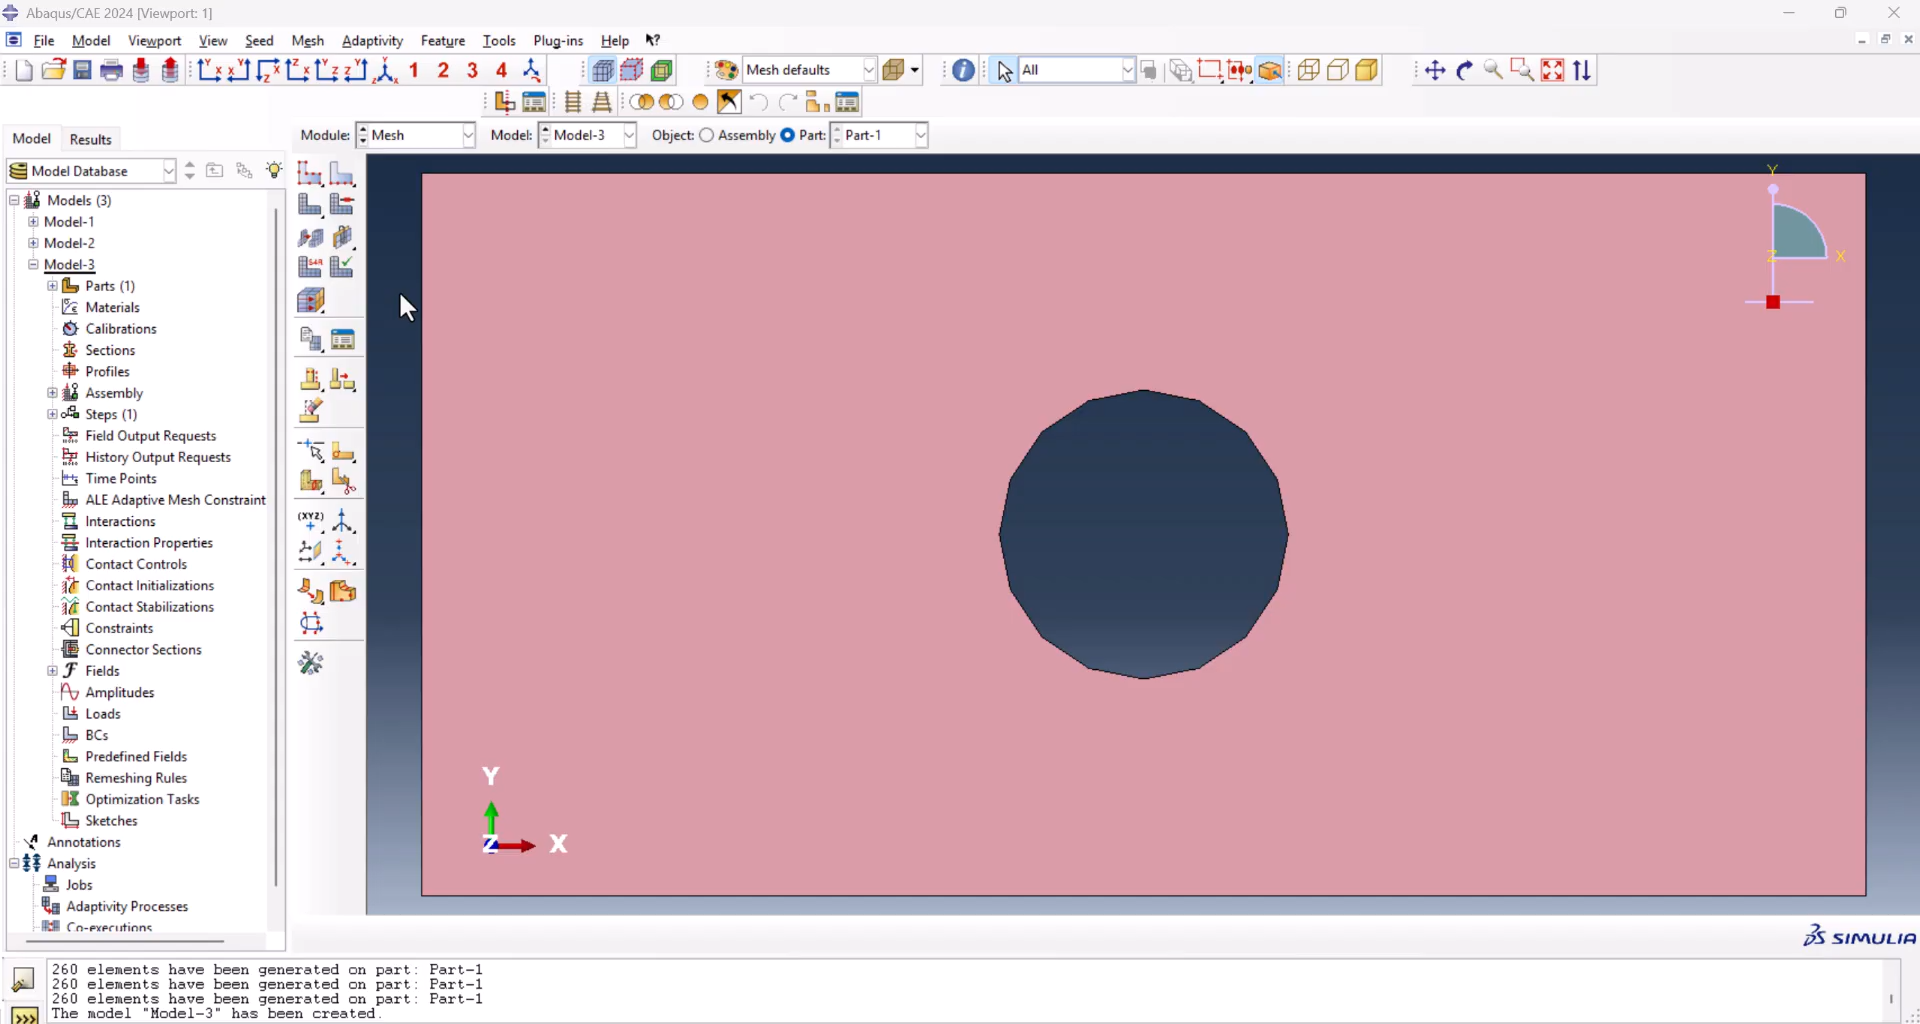 Abaqus/CAE 2024 [Viewport: 1]
File Model Viewport View Seed Mesh Adaptivity Feature Tools Plug-ins Help
1 2 3 4 Mesh defaults All
Module: Mesh Model: Model-3 Object: Assembly Part: Part-1
Model Results
Model Database
Models (3)
Model-1
Model-2
Model-3
Parts (1)
Materials
Calibrations
Sections
Profiles
Assembly
Steps (1)
Field Output Requests
History Output Requests
Time Points
ALE Adaptive Mesh Constraint
Interactions
Interaction Properties
Contact Controls
Contact Initializations
Contact Stabilizations
Constraints
Connector Sections
Fields
Amplitudes
Loads
BCs
Predefined Fields
Remeshing Rules
Optimization Tasks
Sketches
Annotations
Analysis
Jobs
Adaptivity Processes
Co-executions
S4R
(XYZ)
Y
Z X
Y
Z X
SIMULIA
260 elements have been generated on part: Part-1
260 elements have been generated on part: Part-1
260 elements have been generated on part: Part-1
The model "Model-3" has been created.
>>>